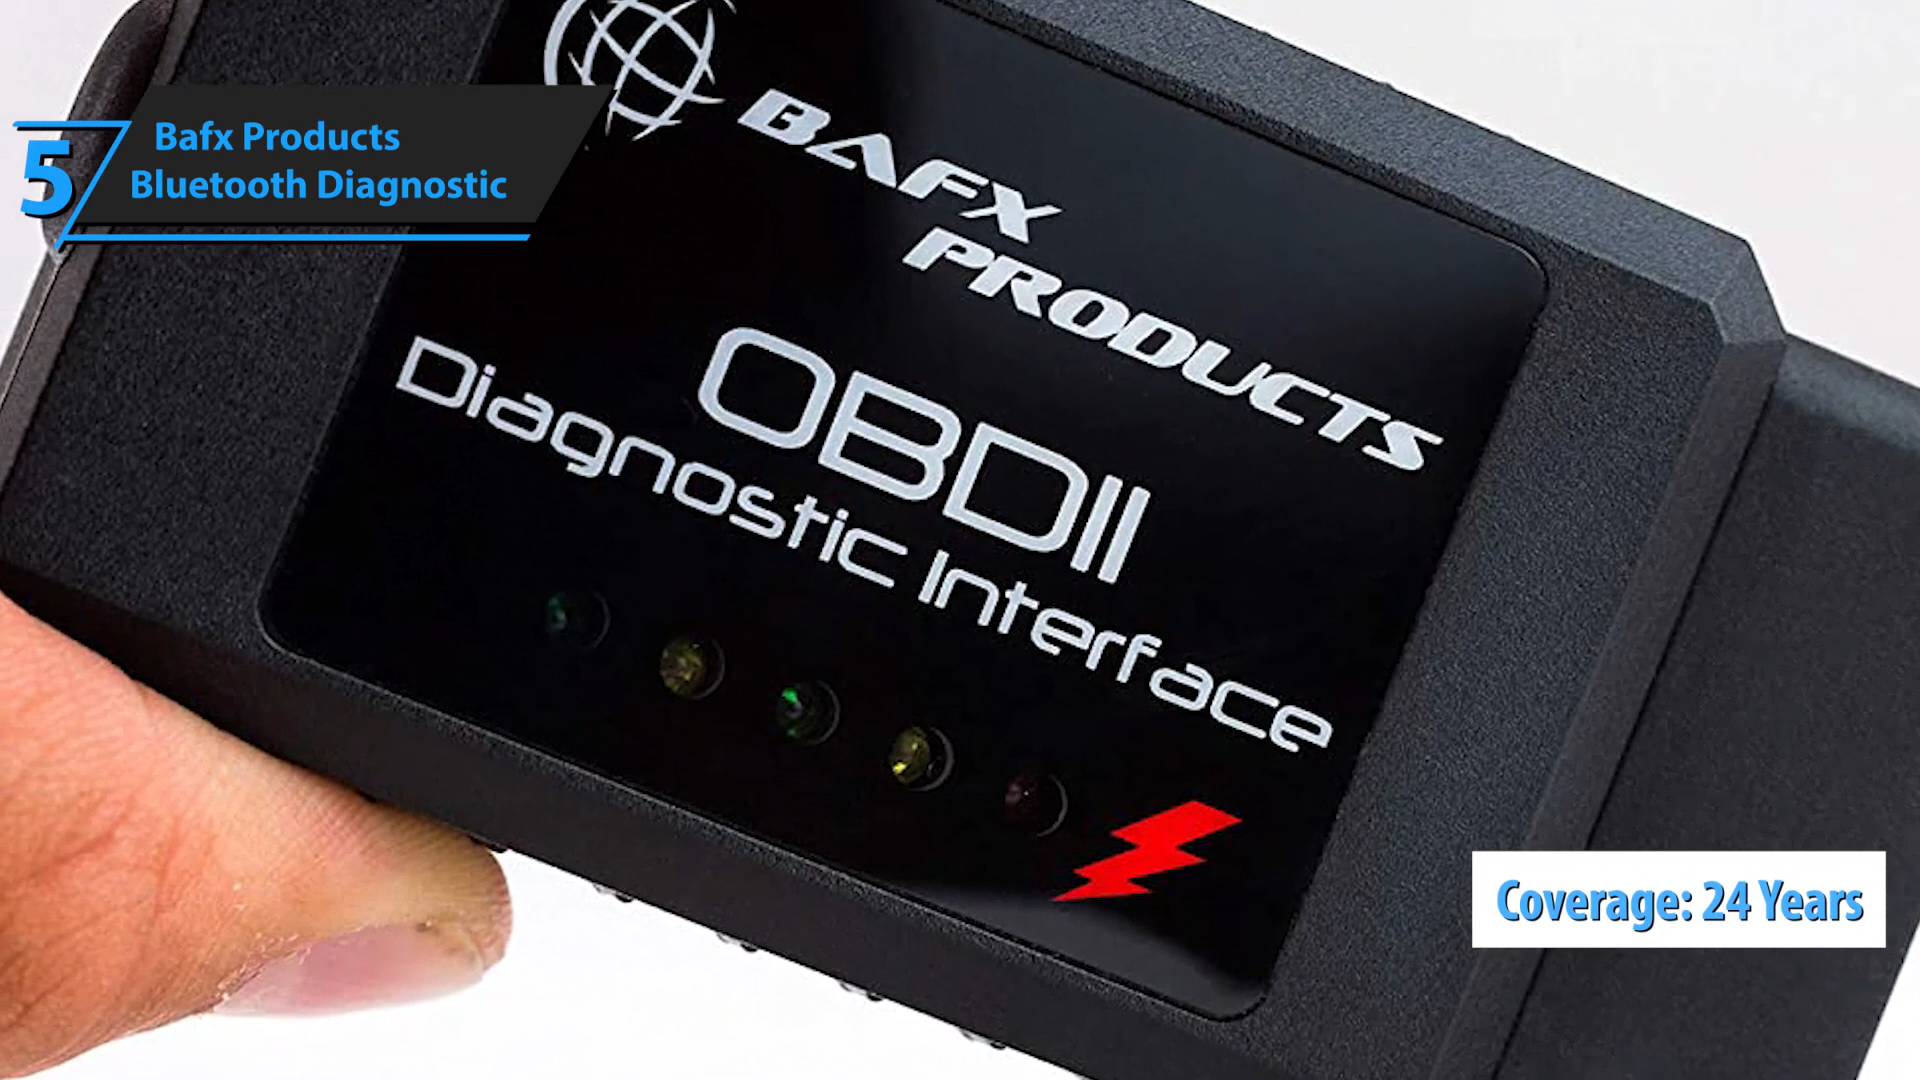 5
Bafx Products
Bluetooth Diagnostic
BAFX
PRODUCTS
OBDII
Diagnostic Interface
Coverage: 24 Years